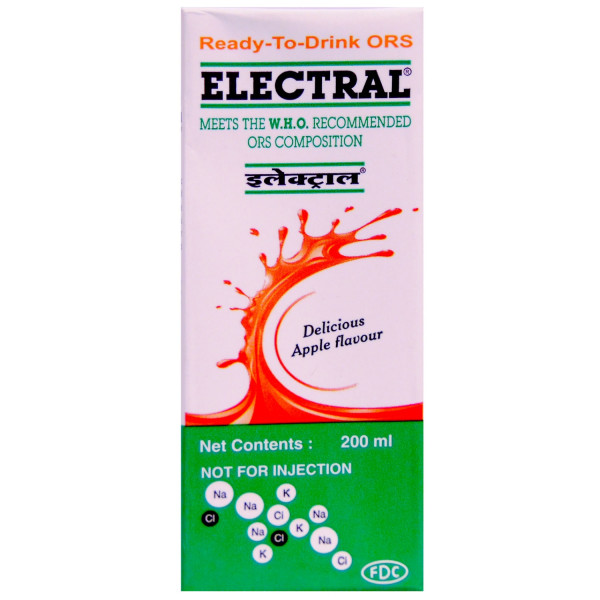 Ready-To-Drink ORS
ELECTRAL®
MEETS THE W.H.O. RECOMMENDED
ORS COMPOSITION
इलेक्ट्राल®
Delicious
Apple flavour
Net Contents : 200 ml
NOT FOR INJECTION
Na
K
Na
Cl
Cl
Na
Na
K
Cl
Na
K
Cl
FDC